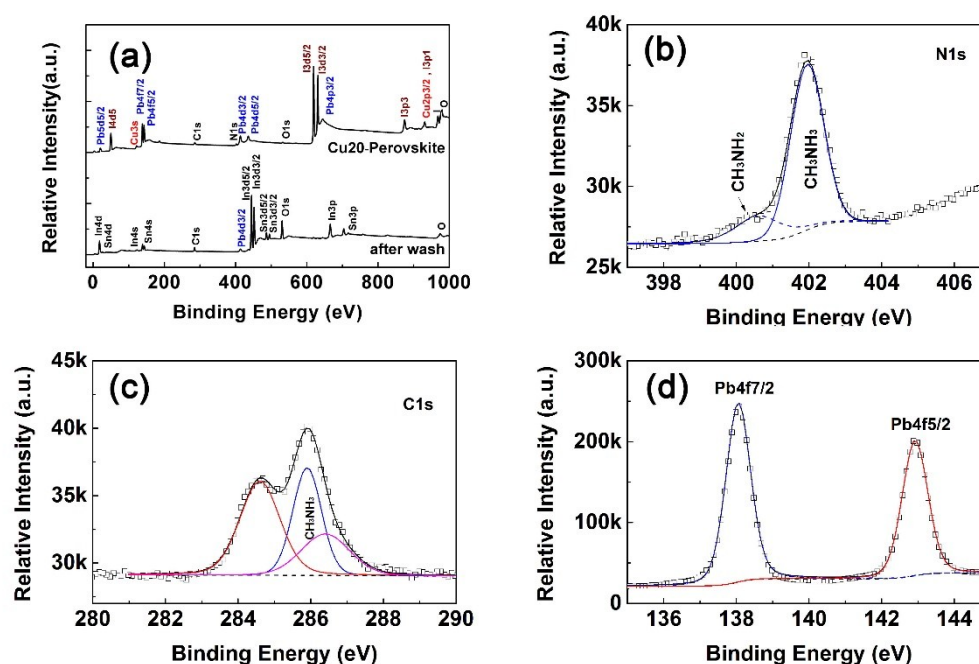 (a)
Relative Intensity(a.u.)
Pb5d5/2
I4d5
Cu3s
Pb4f7/2
Pb4f5/2
C1s
N1s
Pb4d3/2
Pb4d5/2
O1s
I3d5/2
I3d3/2
Pb4p3/2
I3p3
Cu2p3/2 , I3p1
O
Cu20-Perovskite
In4d
Sn4d
In4s
Sn4s
C1s
Pb4d3/2
In3d5/2
In3d3/2
Sn3d5/2
Sn3d3/2
O1s
In3p
Sn3p
O
after wash
0 200 400 600 800 1000
Binding Energy (eV)
(b)
N1s
Relative Intensity (a.u.)
40k
35k
30k
25k
CH₃NH₂
CH₃NH₃
398 400 402 404 406
Binding Energy (eV)
(c)
C1s
Relative Intensity (a.u.)
45k
40k
35k
30k
CH₃NH₃
280 282 284 286 288 290
Binding Energy (eV)
(d)
Relative Intensity (a.u.)
300k
200k
100k
0
Pb4f7/2
Pb4f5/2
136 138 140 142 144
Binding Energy (eV)